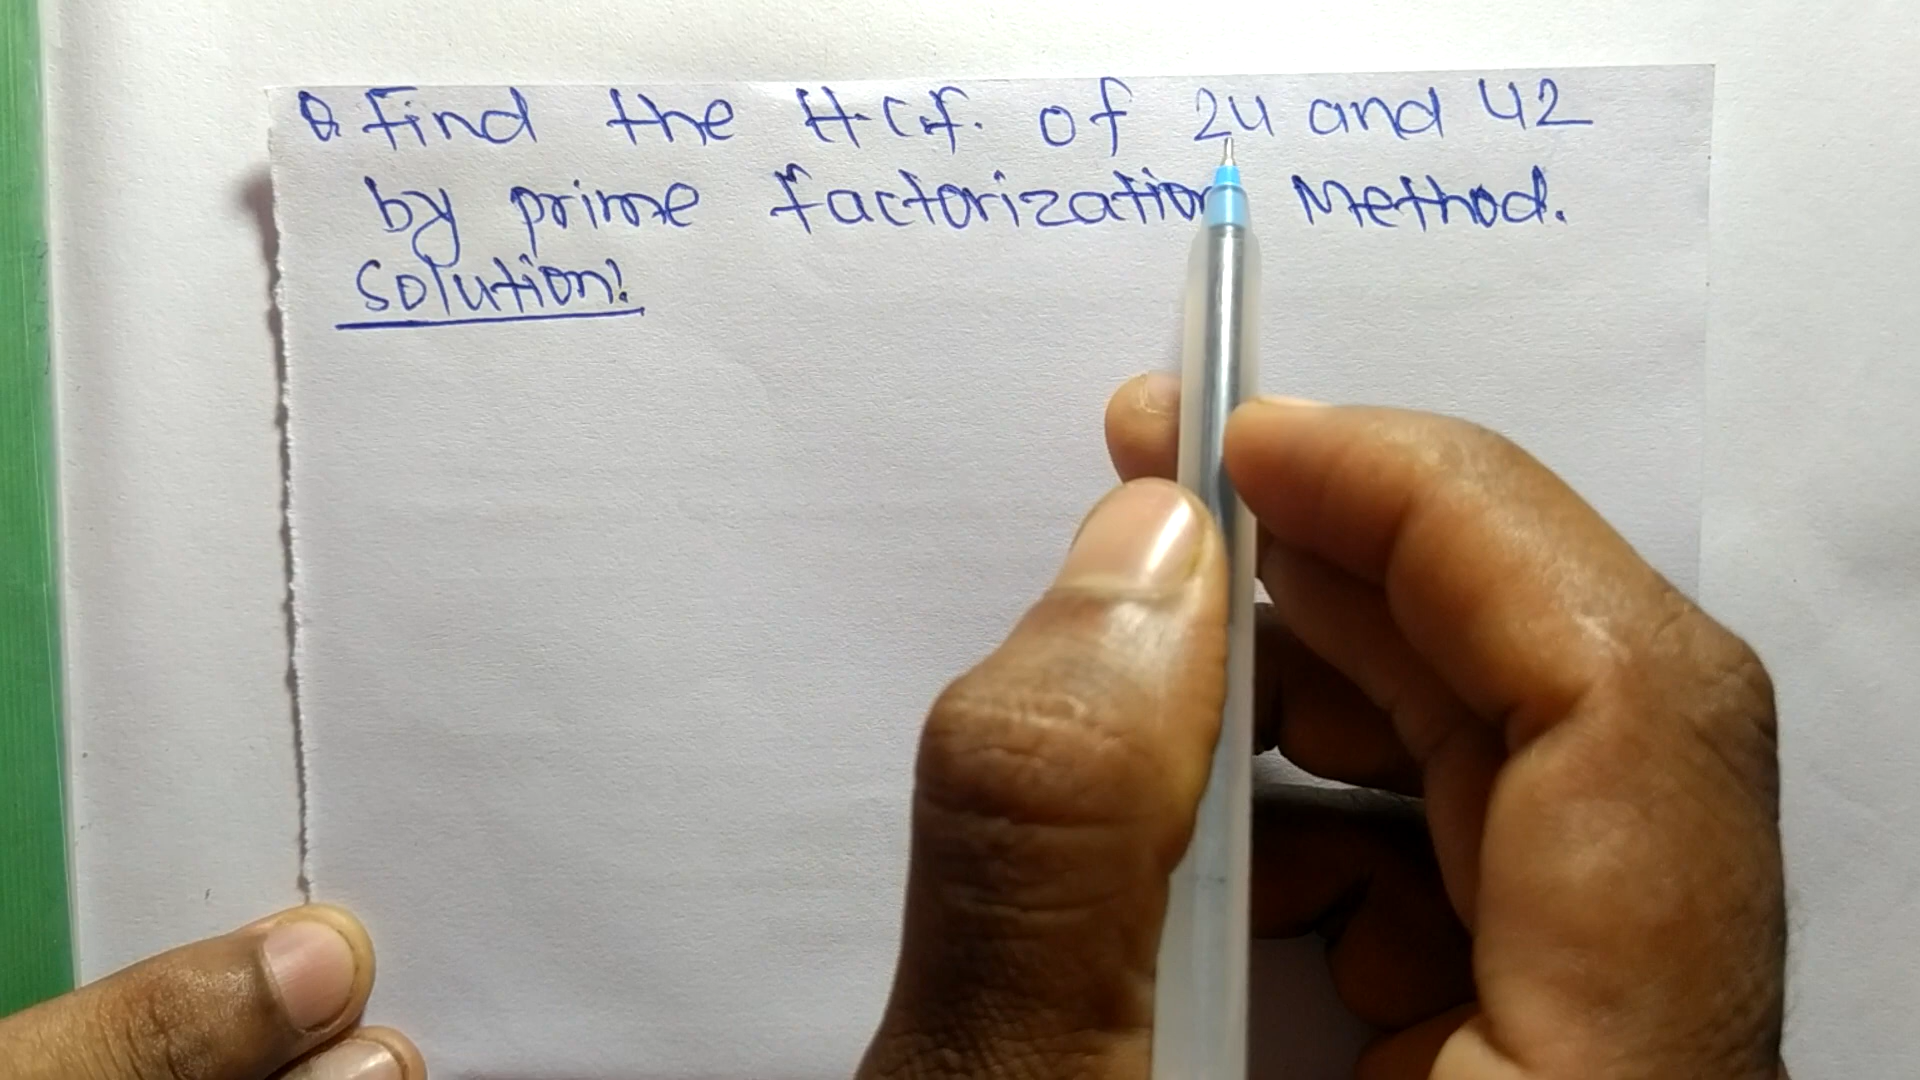 Q. Find the H.C.F. of 24 and 42
by prime factorization Method.
Solution: